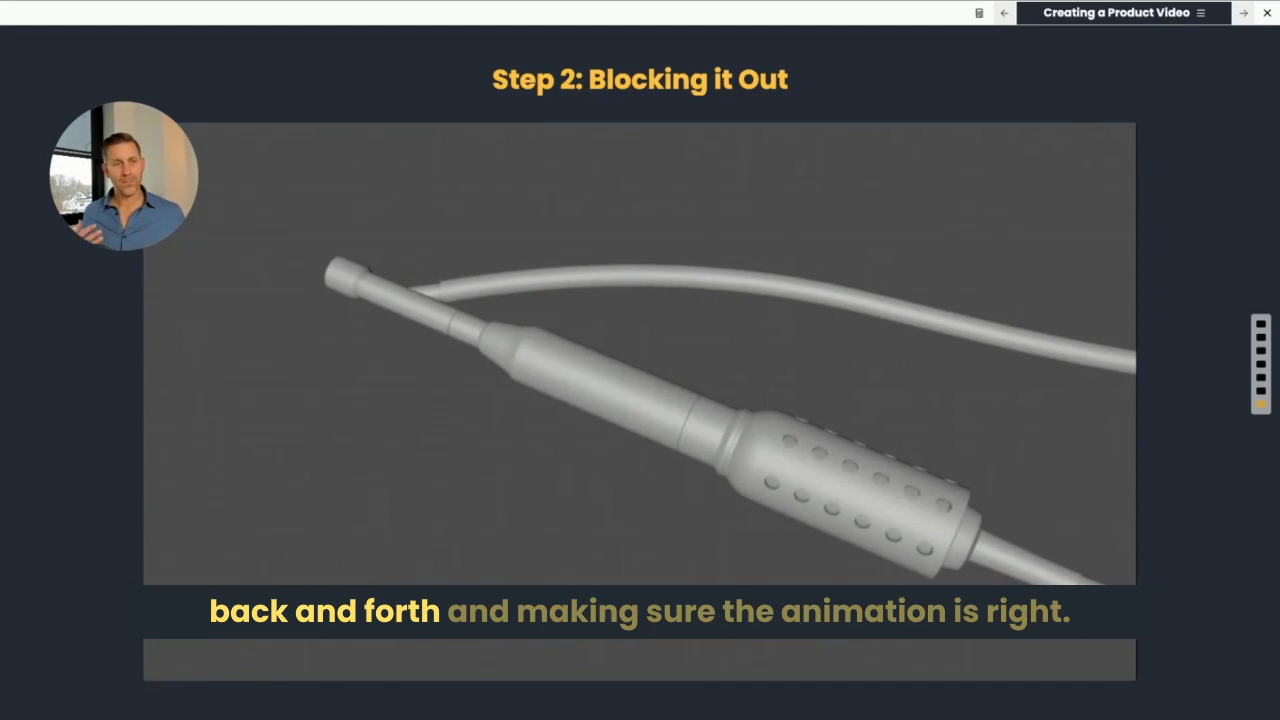 Creating a Product Video
Step 2: Blocking it Out
back and forth and making sure the animation is right.